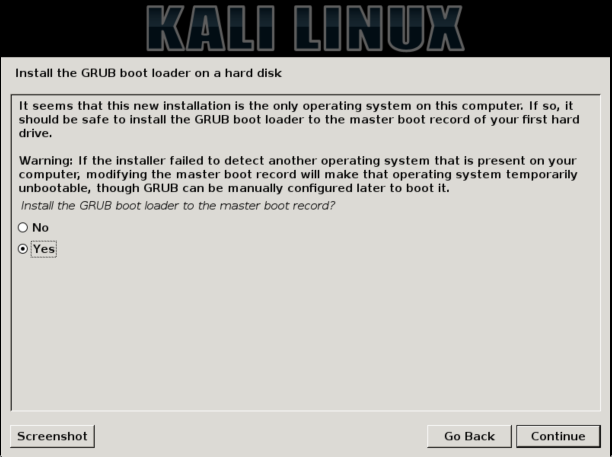 KALI LINUX
Install the GRUB boot loader on a hard disk
It seems that this new installation is the only operating system on this computer. If so, it
should be safe to install the GRUB boot loader to the master boot record of your first hard
drive.
Warning: If the installer failed to detect another operating system that is present on your
computer, modifying the master boot record will make that operating system temporarily
unbootable, though GRUB can be manually configured later to boot it.
Install the GRUB boot loader to the master boot record?
No
Yes
Screenshot
Go Back
Continue